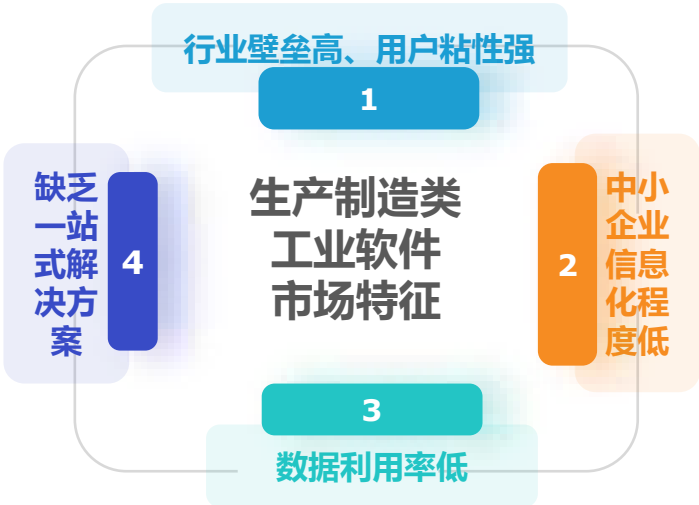 行业壁垒高、用户粘性强
1
生产制造类
工业软件
市场特征
中小
企业
信息
化程
度低
2
3
数据利用率低
缺乏
一站
式解
决方
案
4